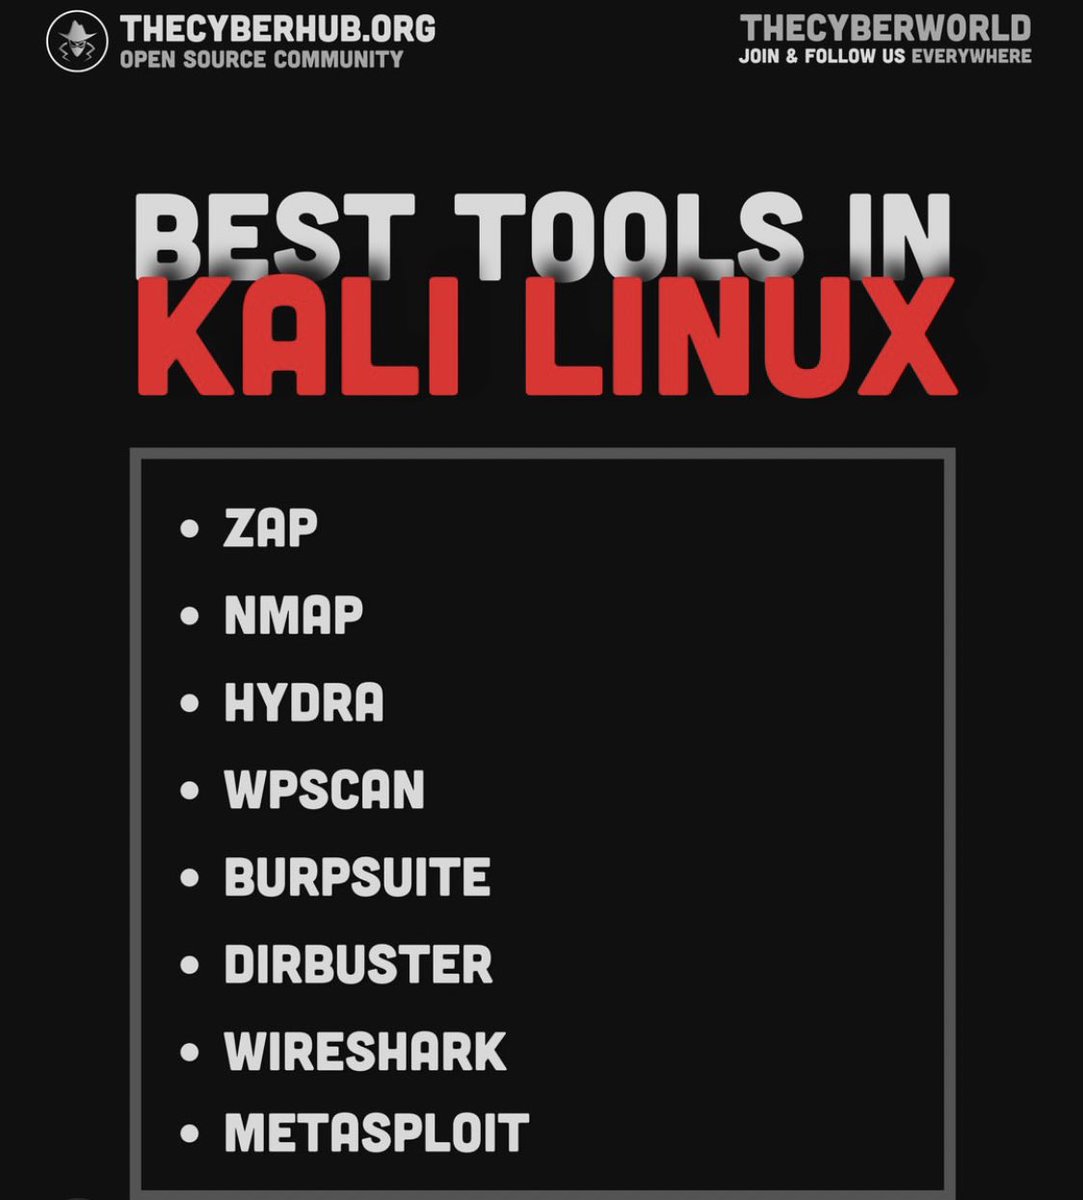 THECYBERHUB.ORG
OPEN SOURCE COMMUNITY
THECYBERWORLD
JOIN & FOLLOW US EVERYWHERE
BEST TOOLS IN
KALI LINUX
• ZAP
• NMAP
• HYDRA
• WPSCAN
• BURPSUITE
• DIRBUSTER
• WIRESHARK
• METASPLOIT